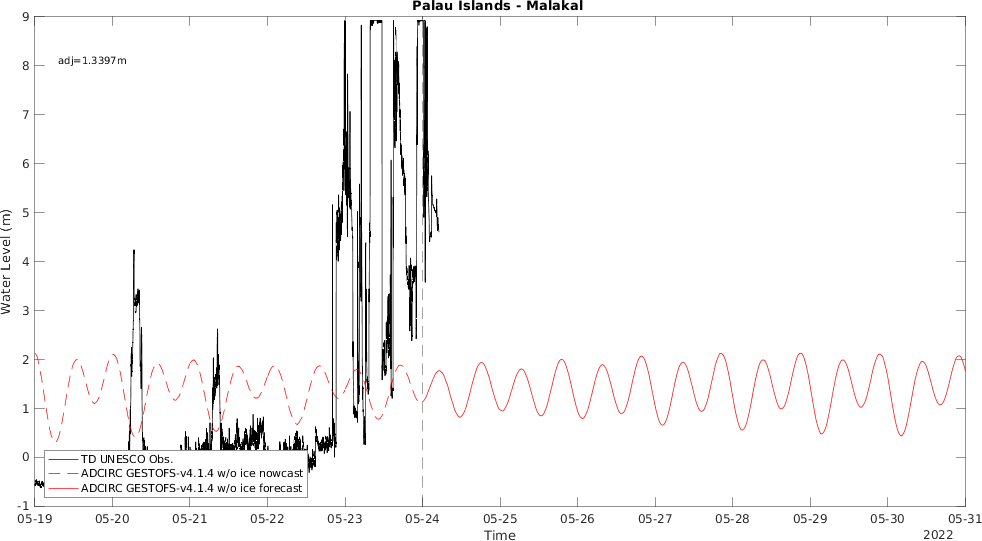 Palau Islands - Malakal
adj=1.3397m
Water Level (m)
9
8
7
6
5
4
3
2
1
0
-1
TD UNESCO Obs.
ADCIRC GESTOFS-v4.1.4 w/o ice nowcast
ADCIRC GESTOFS-v4.1.4 w/o ice forecast
05-19 05-20 05-21 05-22 05-23 05-24 05-25 05-26 05-27 05-28 05-29 05-30 05-31
Time
2022